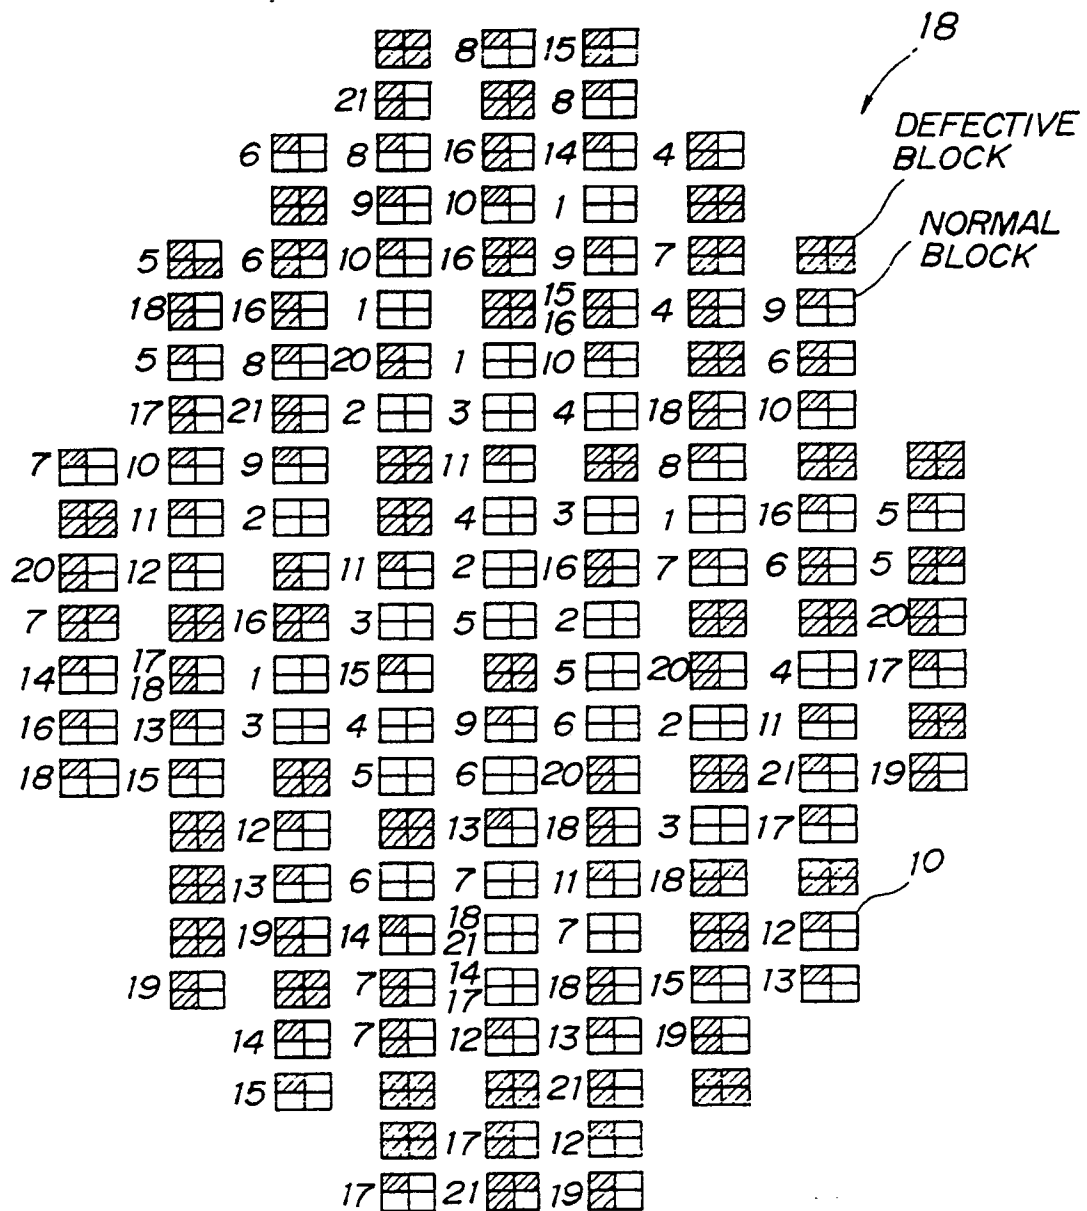 18
8 15
21 8
DEFECTIVE
BLOCK
6 8 16 14 4
9 10 1
NORMAL
BLOCK
5 6 10 16 9 7
18 16 1 15
16 4 9
5 8 20 1 10 6
17 21 2 3 4 18 10
7 10 9 11 8
11 2 4 3 1 16 5
20 12 11 2 16 7 6 5
7 16 3 5 2 20
14 17
18 1 15 5 20 4 17
16 13 3 4 9 6 2 11
18 15 5 6 20 21 19
12 13 18 3 17
13 6 7 11 18
10
19 14 18
21 7 12
19 7 14
17 18 15 13
14 7 12 13 19
15 21
17 12
17 21 19